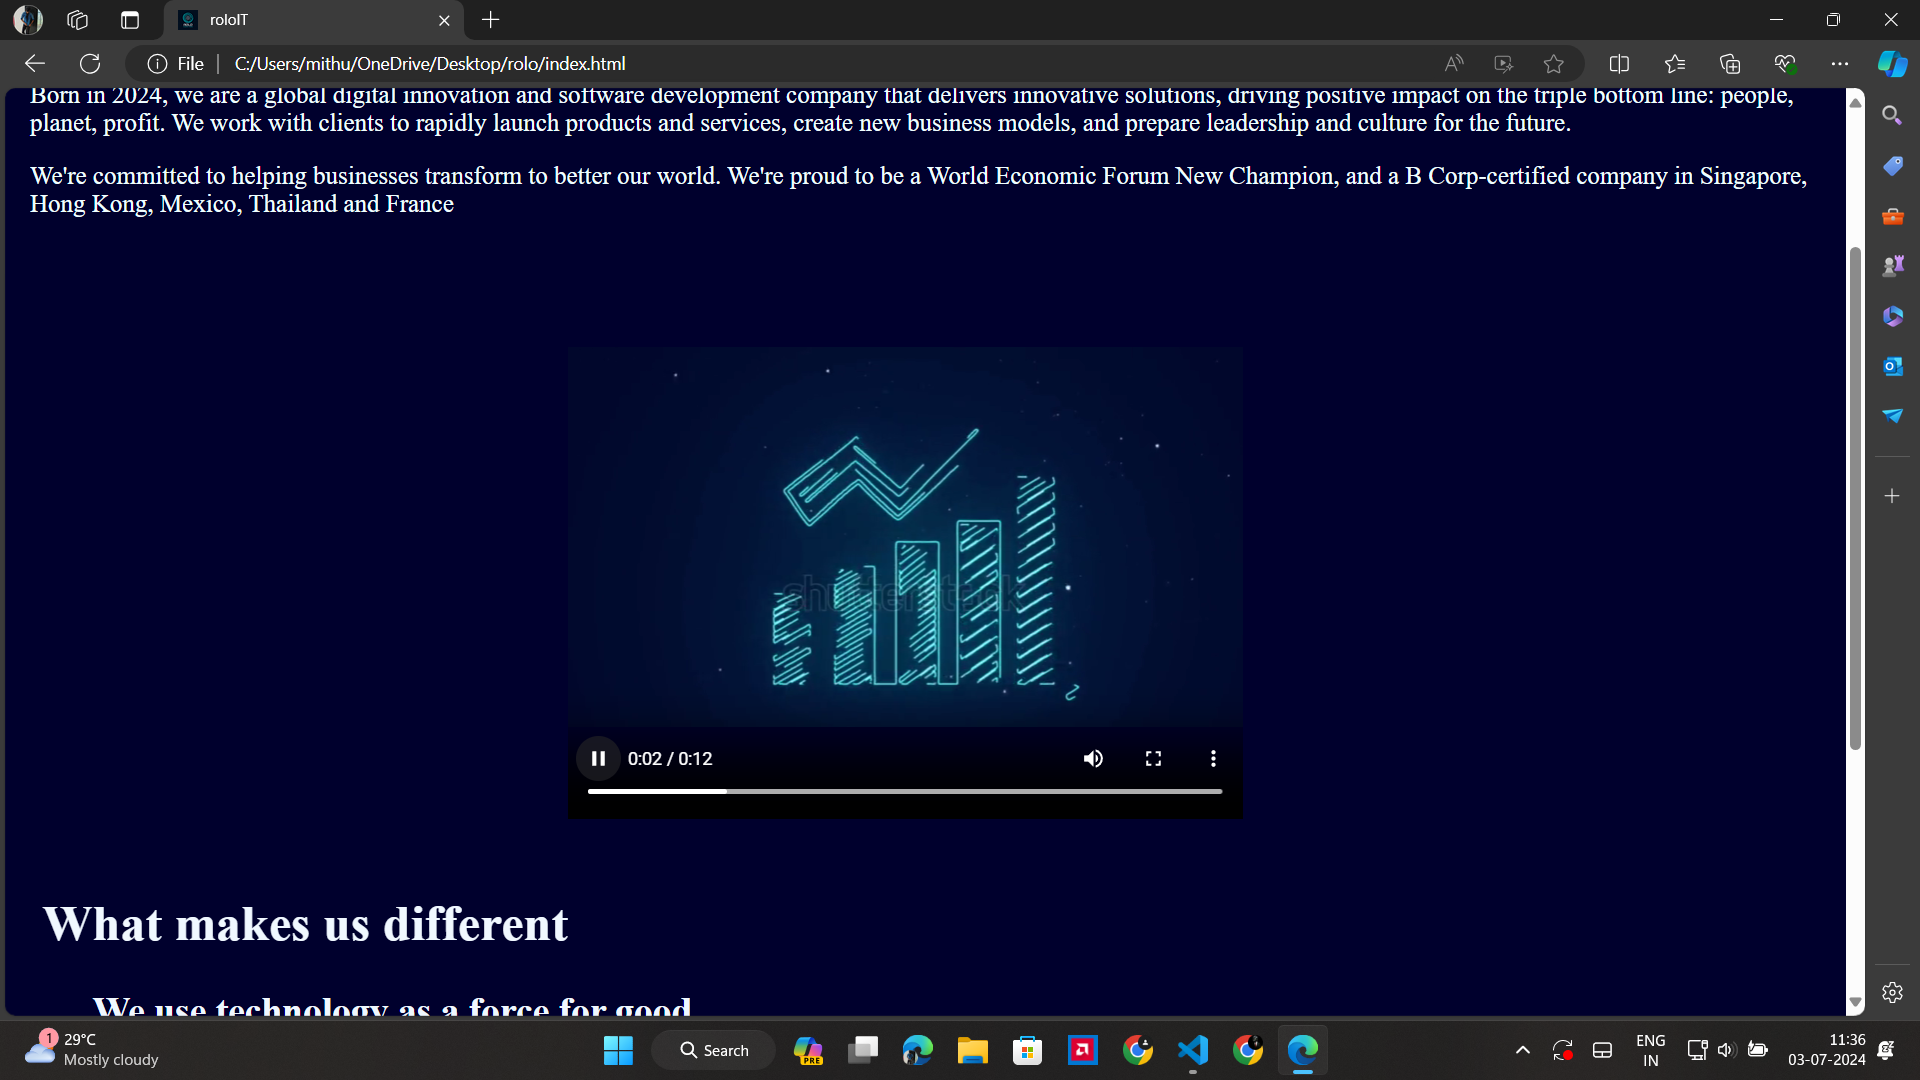 roloIT
File
C:/Users/mithu/OneDrive/Desktop/rolo/index.html
Born in 2024, we are a global digital innovation and software development company that delivers innovative solutions, driving positive impact on the triple bottom line: people,
planet, profit. We work with clients to rapidly launch products and services, create new business models, and prepare leadership and culture for the future.
We're committed to helping businesses transform to better our world. We're proud to be a World Economic Forum New Champion, and a B Corp-certified company in Singapore,
Hong Kong, Mexico, Thailand and France
shutterstock
0:02 / 0:12
What makes us different
We use technology as a force for good
1
29°C
Mostly cloudy
Search
PRE
ENG
IN
11:36
03-07-2024